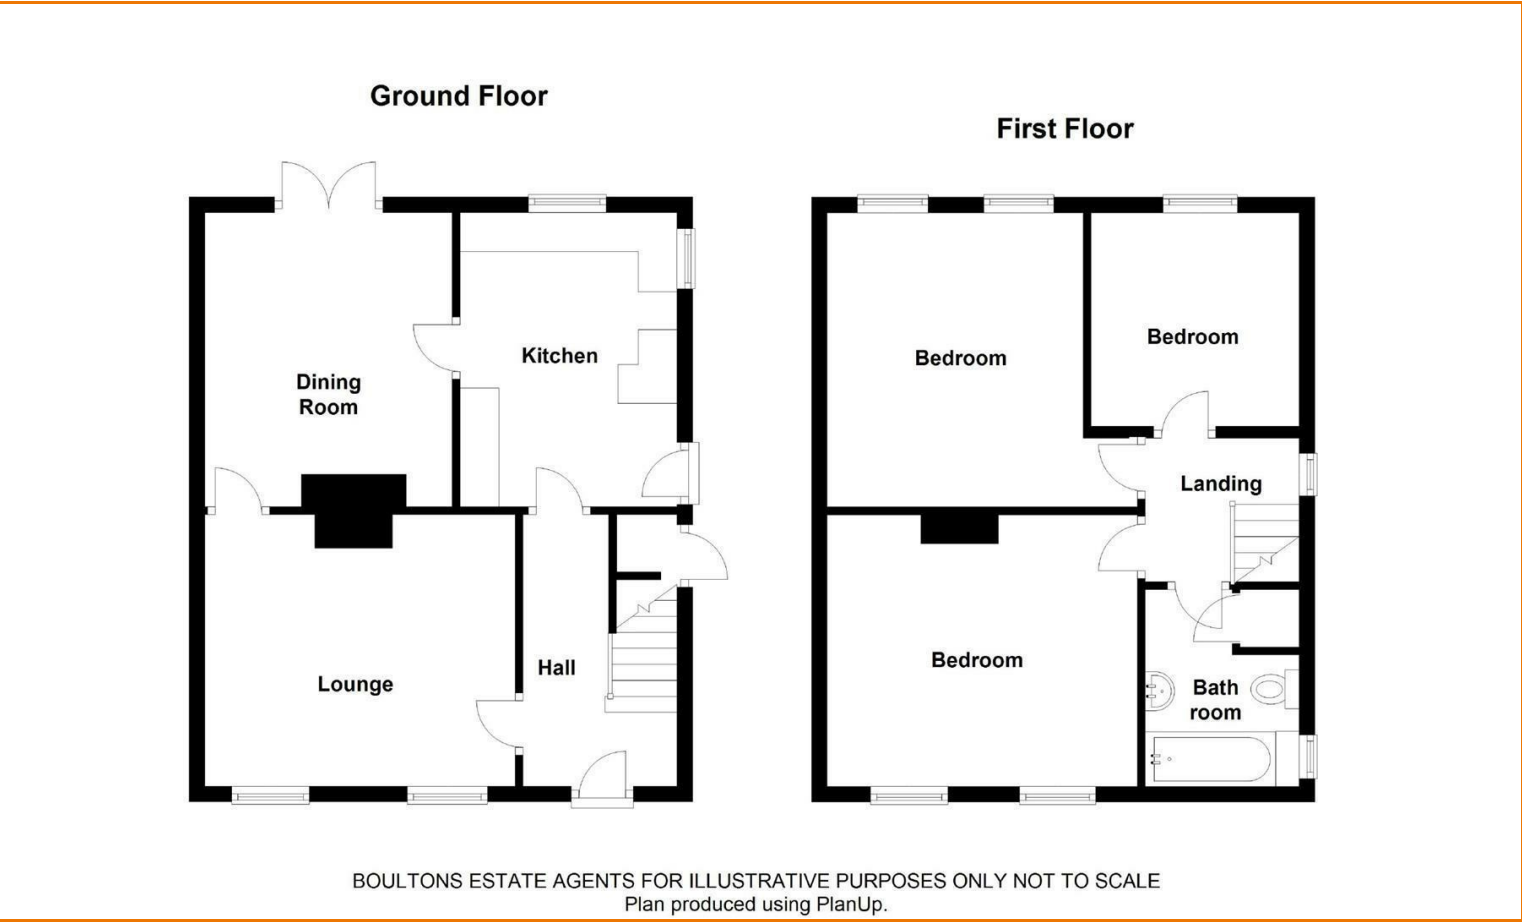 Ground Floor
First Floor
Dining
Room
Kitchen
Bedroom
Bedroom
Landing
Lounge
Hall
Bedroom
Bath
room
BOULTONS ESTATE AGENTS FOR ILLUSTRATIVE PURPOSES ONLY NOT TO SCALE
Plan produced using PlanUp.